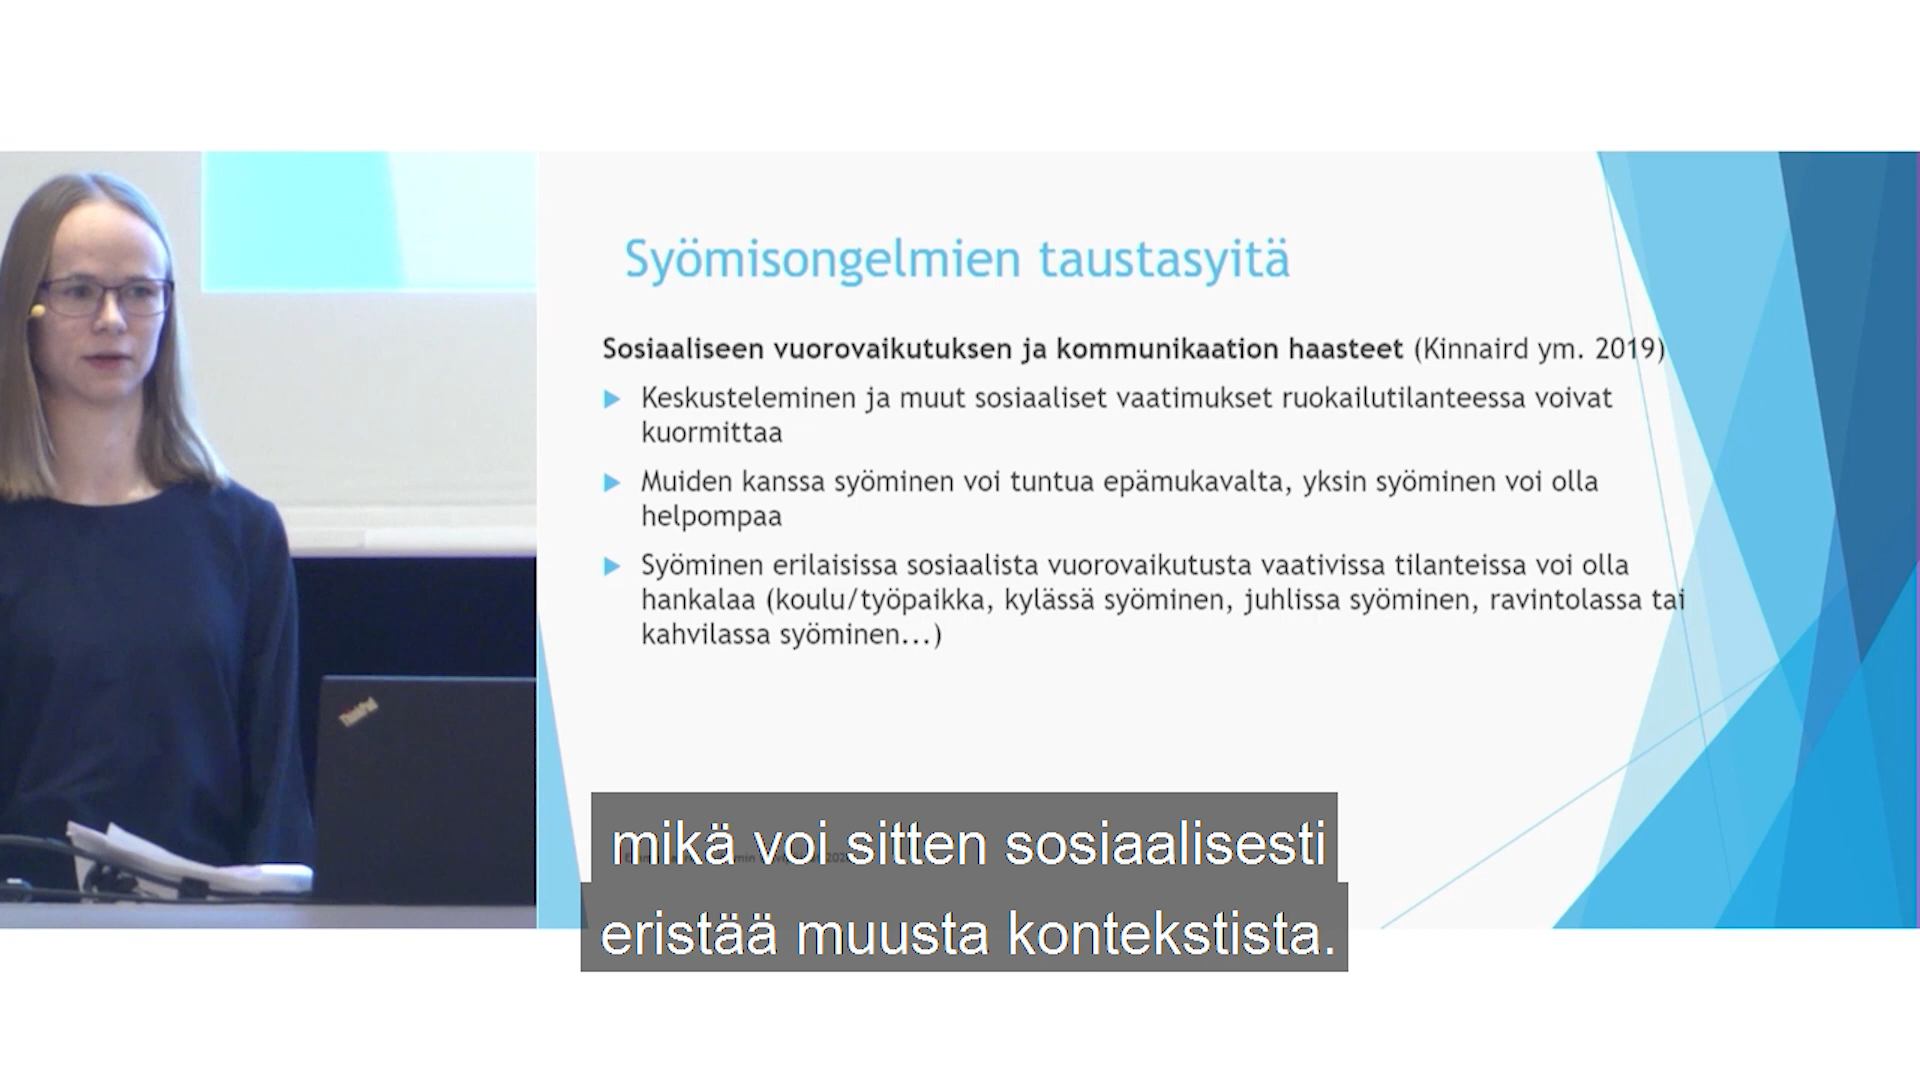 Syömisongelmien taustasyitä
Sosiaaliseen vuorovaikutuksen ja kommunikaation haasteet (Kinnaird ym. 2019)
Keskusteleminen ja muut sosiaaliset vaatimukset ruokailutilanteessa voivat
kuormittaa
Muiden kanssa syöminen voi tuntua epämukavalta, yksin syöminen voi olla
helpompaa
Syöminen erilaisissa sosiaalista vuorovaikutusta vaativissa tilanteissa voi olla
hankalaa (koulu/työpaikka, kylässä syöminen, juhlissa syöminen, ravintolassa tai
kahvilassa syöminen...)
ThinkPad
mikä voi sitten sosiaalisesti
eristää muusta kontekstista.